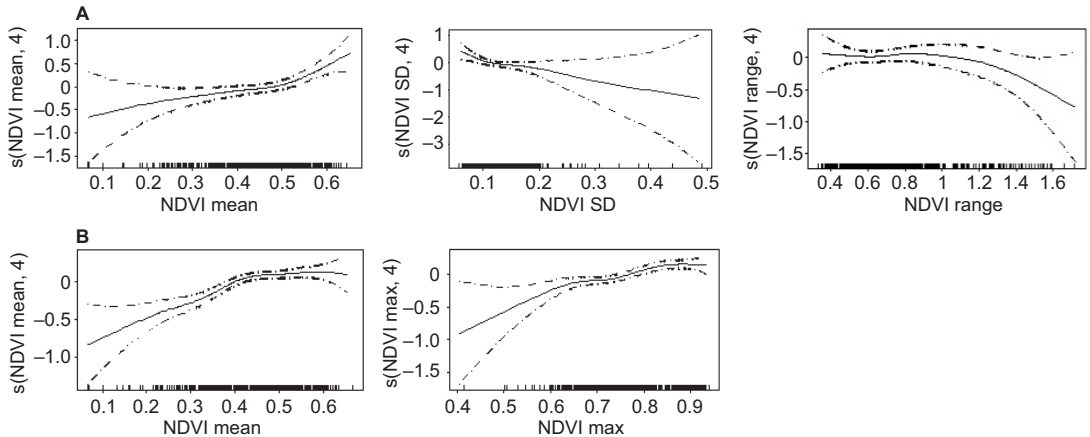 A
s(NDVI mean, 4)
1.0
0.5
0
−0.5
−1.0
−1.5
0.1 0.2 0.3 0.4 0.5 0.6
NDVI mean
s(NDVI SD, 4)
1
0
−1
−2
−3
0.1 0.2 0.3 0.4 0.5
NDVI SD
s(NDVI range, 4)
0.5
0
−0.5
−1.0
−1.5
0.4 0.6 0.8 1 1.2 1.4 1.6
NDVI range
B
s(NDVI mean, 4)
0
−0.5
−1.0
0.1 0.2 0.3 0.4 0.5 0.6
NDVI mean
s(NDVI max, 4)
0.5
0
−0.5
−1.0
−1.5
0.4 0.5 0.6 0.7 0.8 0.9
NDVI max